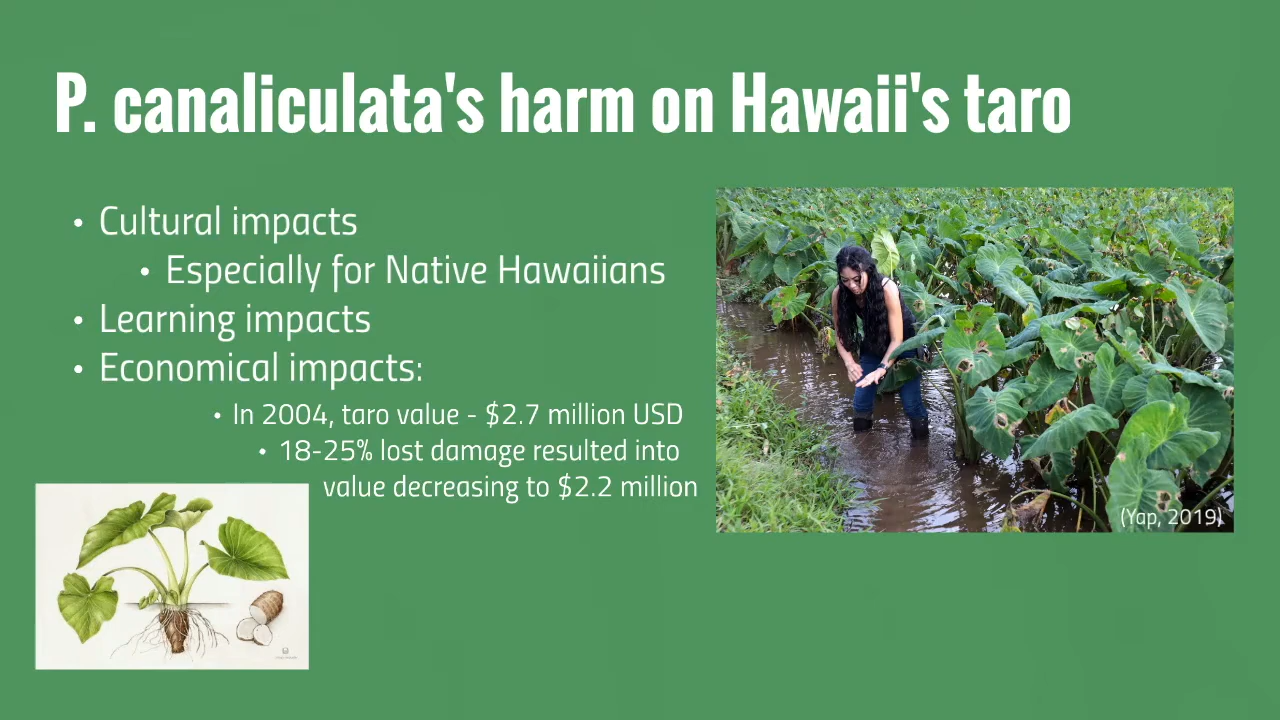 P. canaliculata's harm on Hawaii's taro
• Cultural impacts
• Especially for Native Hawaiians
• Learning impacts
• Economical impacts:
• In 2004, taro value - $2.7 million USD
• 18-25% lost damage resulted into
value decreasing to $2.2 million
(Yap, 2019)